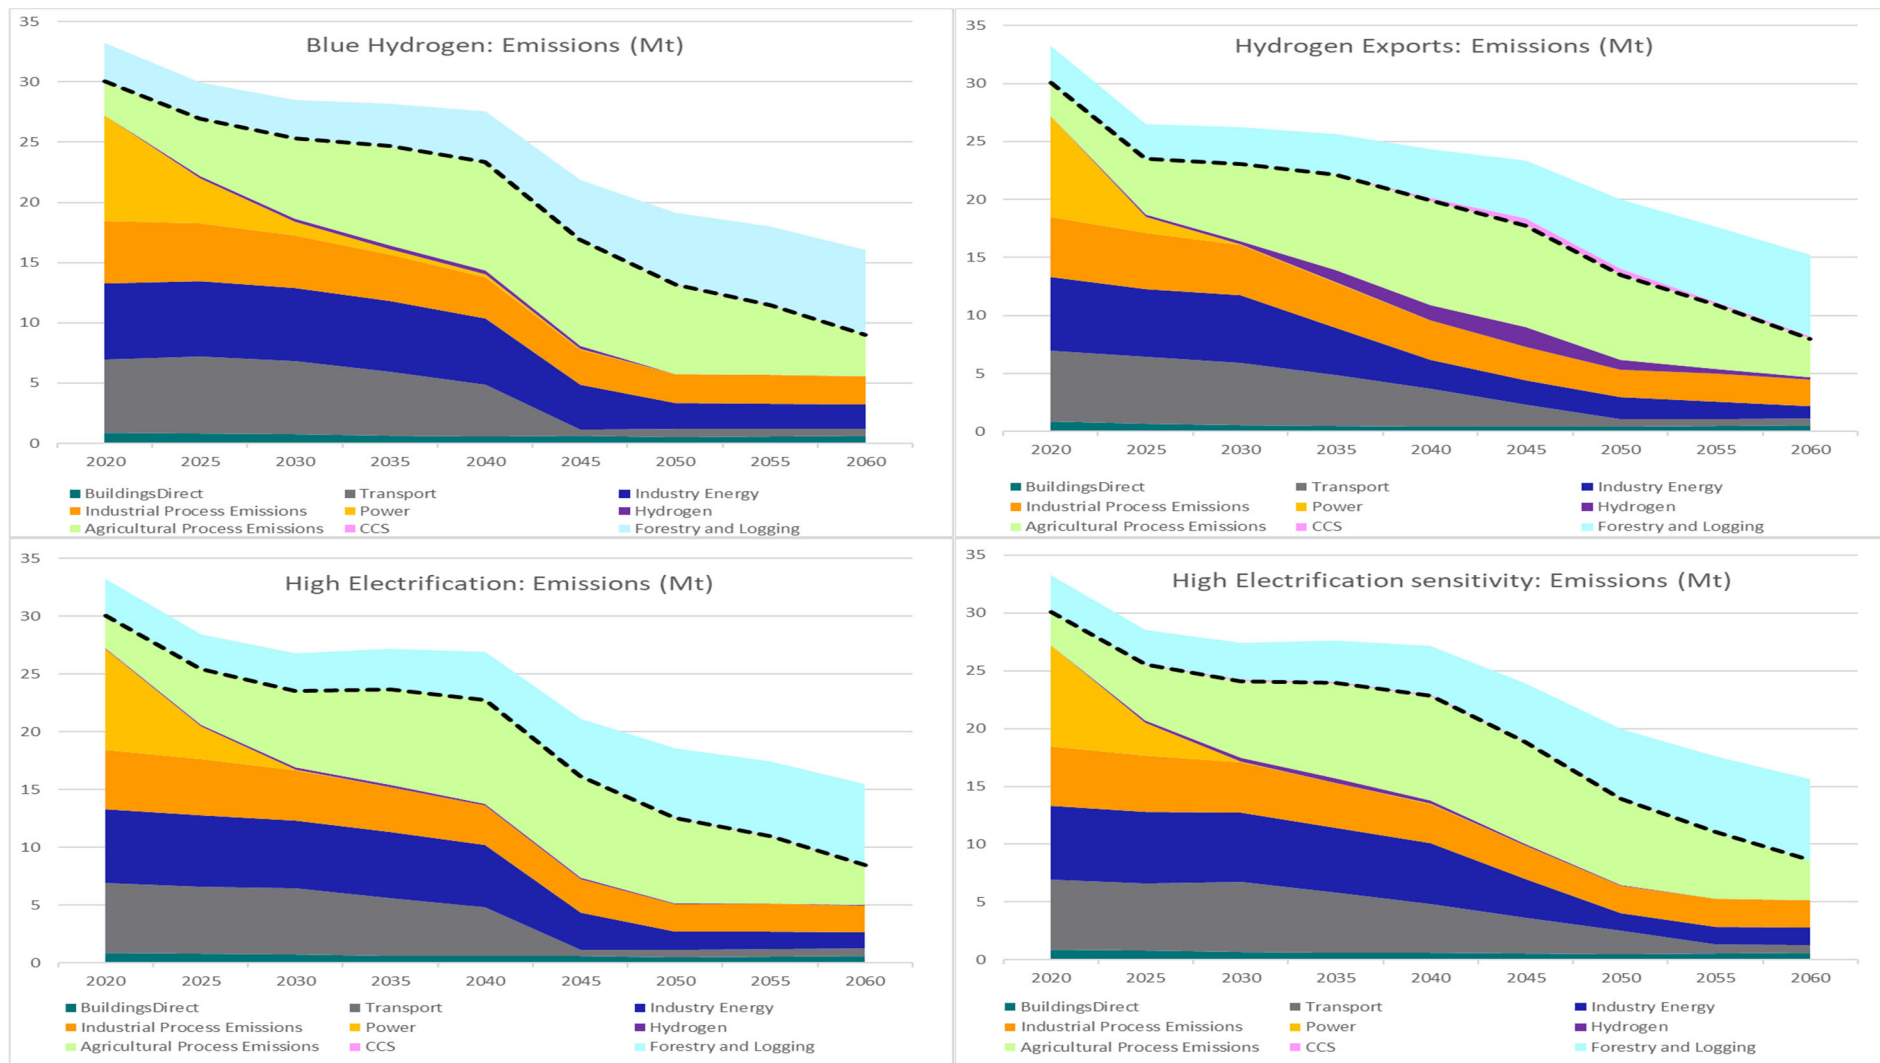 Blue Hydrogen: Emissions (Mt)
35
30
25
20
15
10
5
0
2020 2025 2030 2035 2040 2045 2050 2055 2060
BuildingsDirect Transport Industry Energy
Industrial Process Emissions Power Hydrogen
Agricultural Process Emissions CCS Forestry and Logging
Hydrogen Exports: Emissions (Mt)
35
30
25
20
15
10
5
0
2020 2025 2030 2035 2040 2045 2050 2055 2060
BuildingsDirect Transport Industry Energy
Industrial Process Emissions Power Hydrogen
Agricultural Process Emissions CCS Forestry and Logging
High Electrification: Emissions (Mt)
35
30
25
20
15
10
5
0
2020 2025 2030 2035 2040 2045 2050 2055 2060
BuildingsDirect Transport Industry Energy
Industrial Process Emissions Power Hydrogen
Agricultural Process Emissions CCS Forestry and Logging
High Electrification sensitivity: Emissions (Mt)
35
30
25
20
15
10
5
0
2020 2025 2030 2035 2040 2045 2050 2055 2060
BuildingsDirect Transport Industry Energy
Industrial Process Emissions Power Hydrogen
Agricultural Process Emissions CCS Forestry and Logging